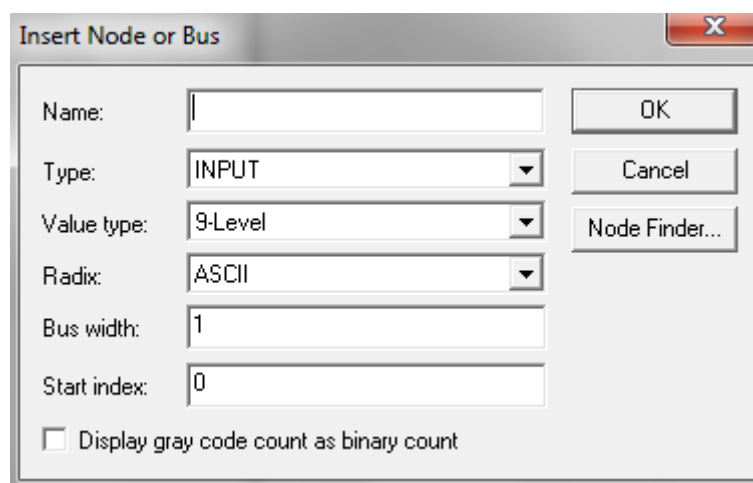 Insert Node or Bus
Name:
OK
Type:
INPUT
Cancel
Value type:
9-Level
Node Finder...
Radix:
ASCII
Bus width:
1
Start index:
0
Display gray code count as binary count